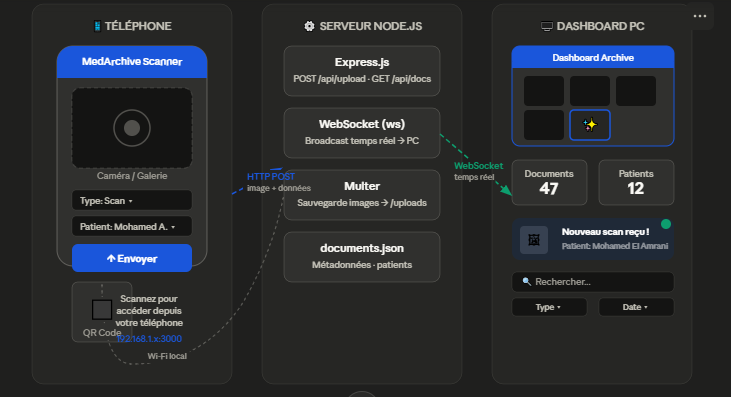 TÉLÉPHONE
MedArchive Scanner
Caméra / Galerie
Type: Scan
Patient: Mohamed A.
↑ Envoyer
Scannez pour
accéder depuis
votre téléphone
QR Code
192.168.1.x:3000
Wi-Fi local
HTTP POST
image + données
SERVEUR NODE.JS
Express.js
POST /api/upload · GET /api/docs
WebSocket (ws)
Broadcast temps réel → PC
Multer
Sauvegarde images → /uploads
documents.json
Métadonnées · patients
WebSocket
temps réel
DASHBOARD PC
Dashboard Archive
Documents
47
Patients
12
Nouveau scan reçu !
Patient: Mohamed El Amrani
Rechercher...
Type
Date